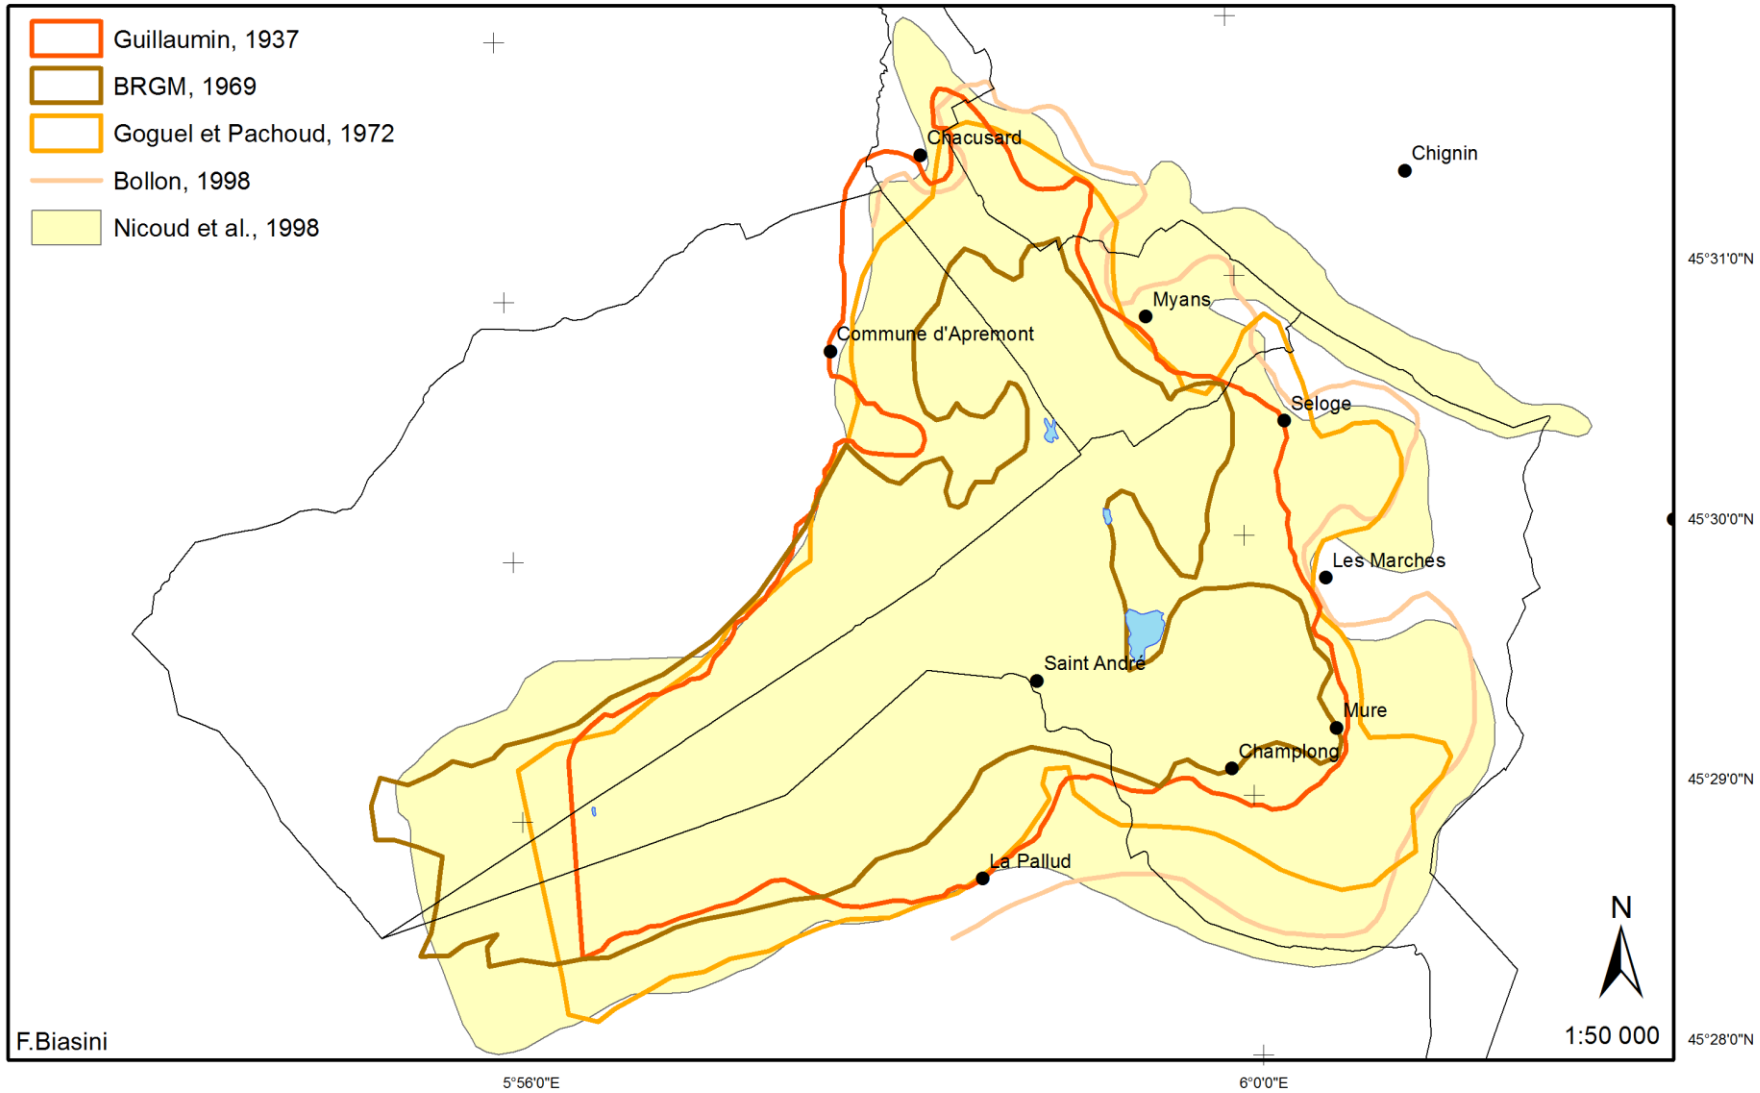 Guillaumin, 1937
BRGM, 1969
Goguel et Pachoud, 1972
Bollon, 1998
Nicoud et al., 1998
Chacusard
Chignin
45°31'0"N
Myans
Commune d'Apremont
Seloge
45°30'0"N
Les Marches
Saint André
Mure
Champlong
45°29'0"N
La Pallud
N
1:50 000
F.Biasini
45°28'0"N
5°56'0"E
6°0'0"E